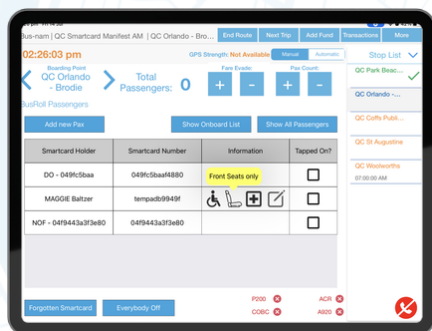 Bus-nam | QC Smartcard Manifest AM | QC Orlando - Bro... End Route Next Trip Add Fund Transactions More
02:26:03 pm GPS Strength: Not Available Manual Automatic Stop List
Boarding Point Fare Evade: Pax Count:
QC Orlando - Brodie
Total Passengers: 0 + - + -
BusRoll Passengers
Add new Pax Show Onboard List Show All Passengers
Smartcard Holder Smartcard Number Information Tapped On?
DO - 049fc5baa 049fc5baaf4880
Front Seats only
MAGGIE Baltzer tempadb9949f
NOF - 04f9443a3f3e80 04f9443a3f3e80
QC Park Beac...
QC Orlando -...
QC Coffs Publi...
QC St Augustine
QC Woolworths
07:00:00 AM
Forgotten Smartcard Everybody Off
P200 ACR
COBC A920